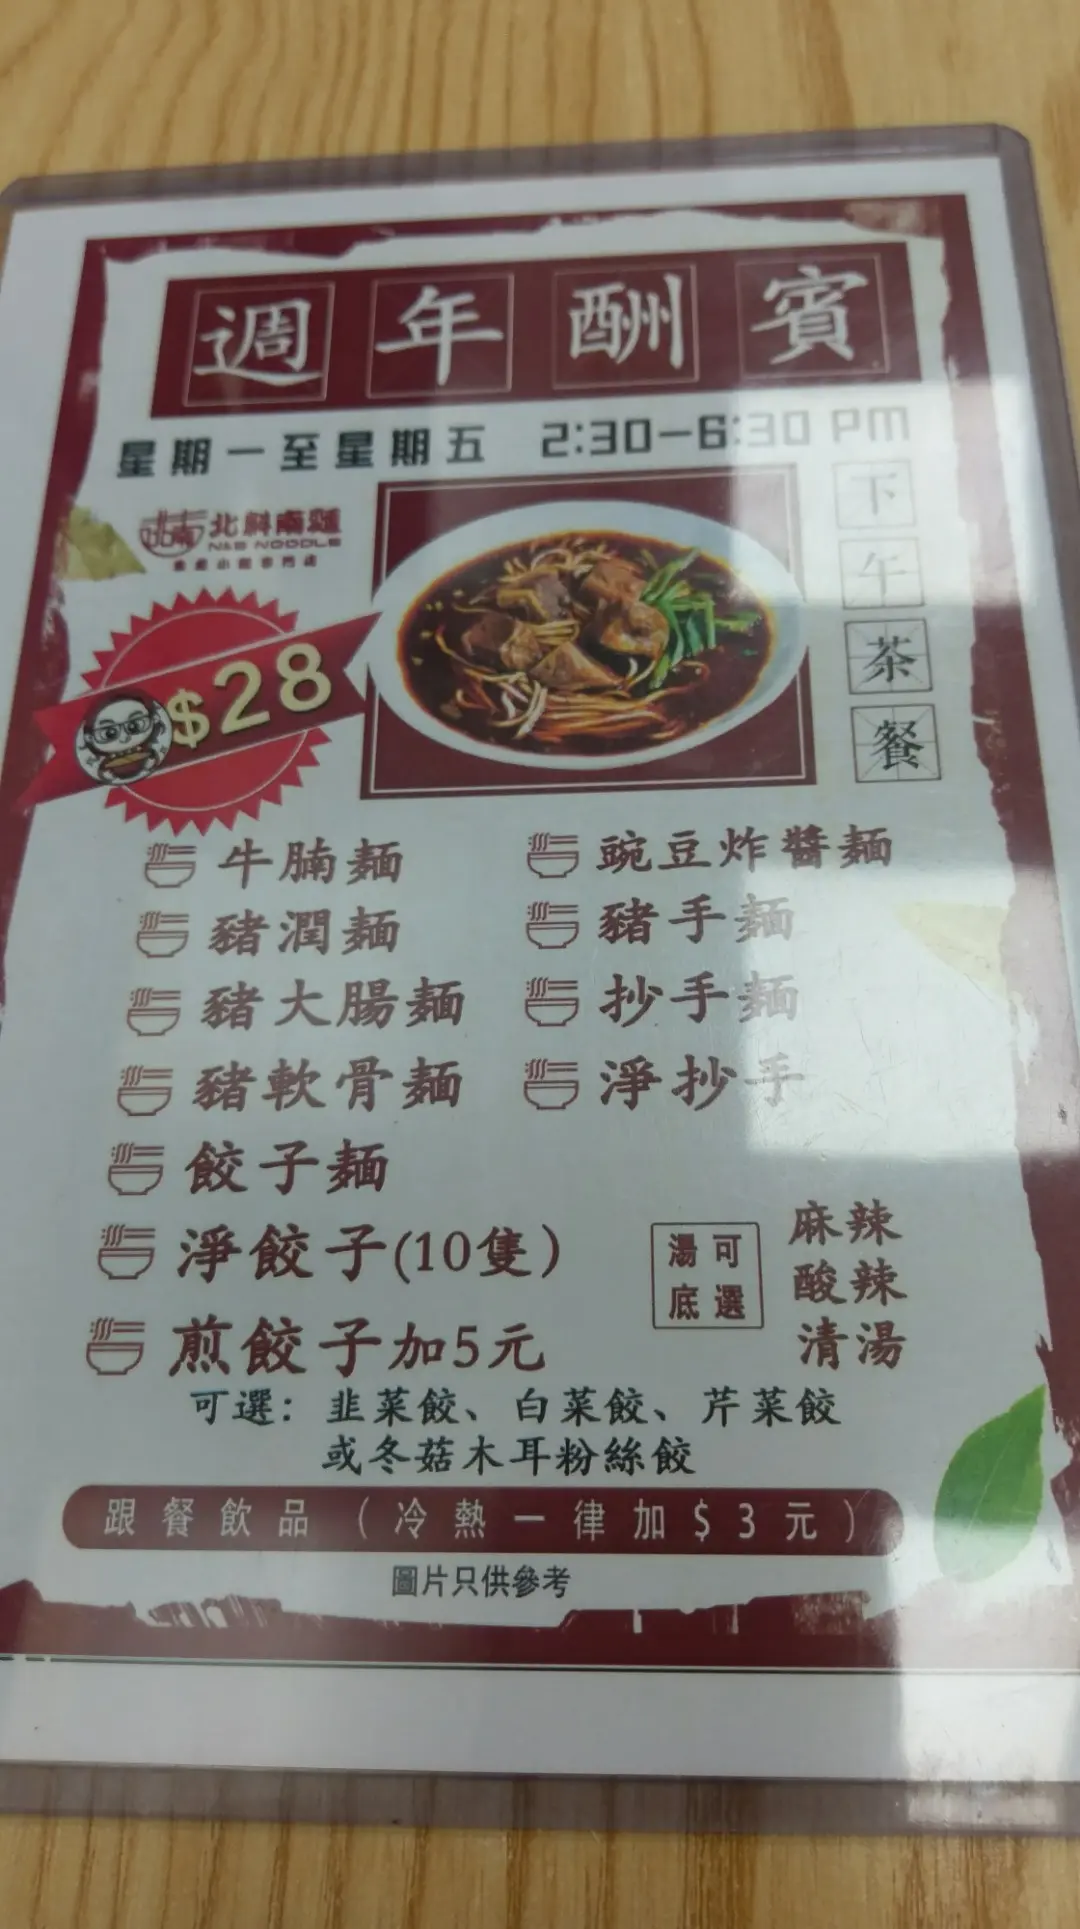 週年酬賓
星期一至星期五 2:30-6:30 PM
下午茶餐
北鮮南麵
N&S NOODLE
$28
牛腩麵
豬潤麵
豬大腸麵
豬軟骨麵
餃子麵
淨餃子(10隻)
煎餃子加5元
豌豆炸醬麵
豬手麵
抄手麵
淨抄手
可選湯底
麻辣
酸辣
清湯
可選：韭菜餃、白菜餃、芹菜餃
或冬菇木耳粉絲餃
跟餐飲品（冷熱一律加$3元）
圖片只供參考